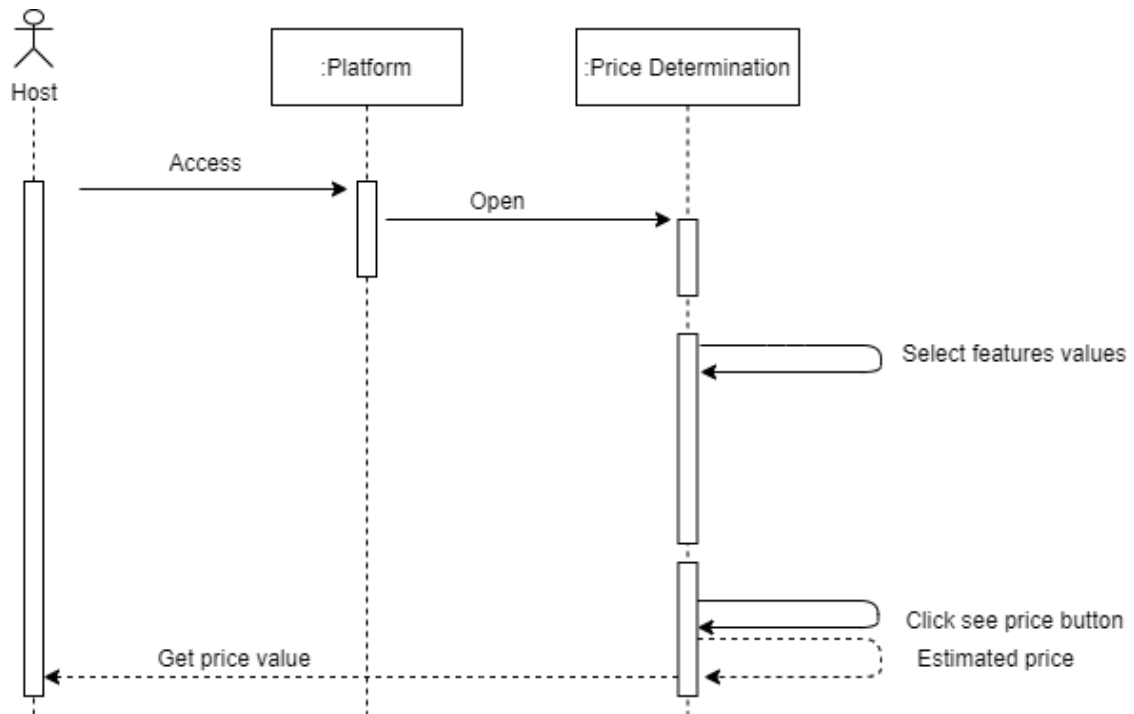 Host
:Platform
:Price Determination
Access
Open
Select features values
Click see price button
Estimated price
Get price value